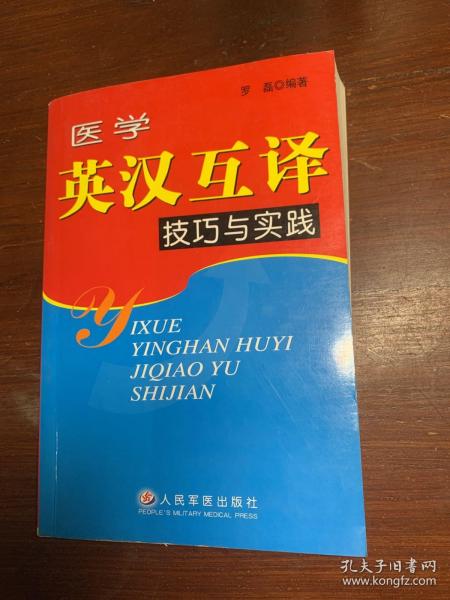 罗 磊◎编著
医学
英汉互译
技巧与实践
YIXUE
YINGHAN HUYI
JIQIAO YU
SHIJIAN
人民军医出版社
PEOPLE'S MILITARY MEDICAL PRESS
孔夫子旧书网
www.kongfz.com